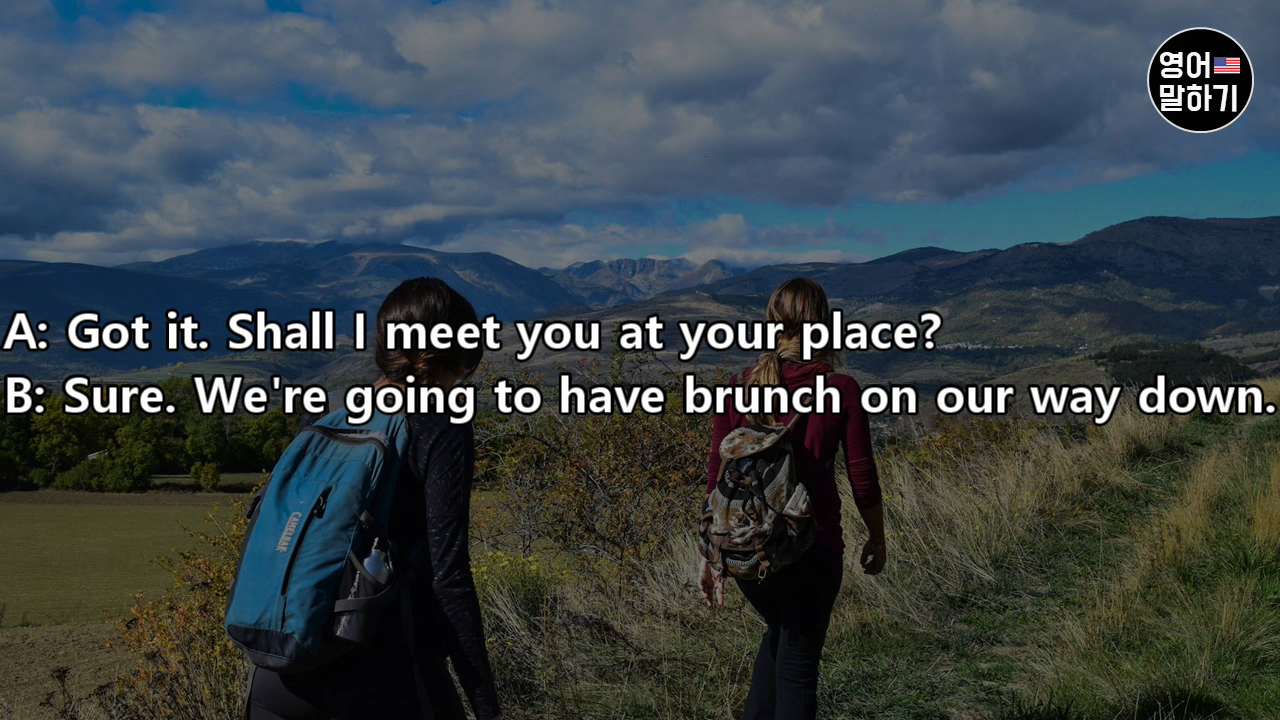 영어
말하기
A: Got it. Shall I meet you at your place?
B: Sure. We're going to have brunch on our way down.
CAMELBAK